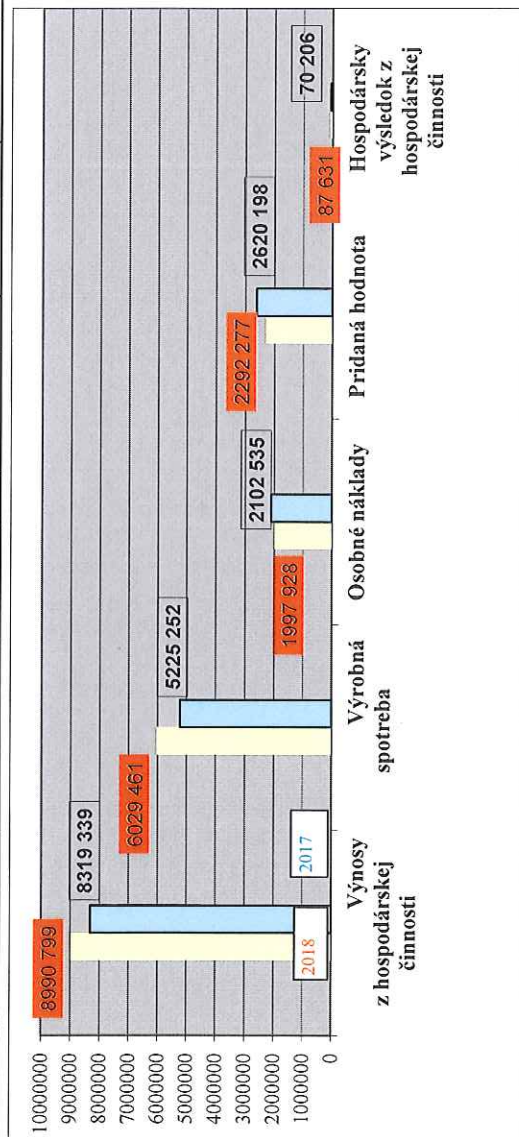 10000000
9000000
8000000
7000000
6000000
5000000
4000000
3000000
2000000
1000000
0
8990 799
8319 339
6029 461
5225 252
1997 928
2102 535
2292 277
2620 198
87 631
-70 206
2018
2017
Výnosy
z hospodárskej
činnosti
Výrobná
spotreba
Osobné náklady
Pridaná hodnota
Hospodársky
výsledok z
hospodárskej
činnosti